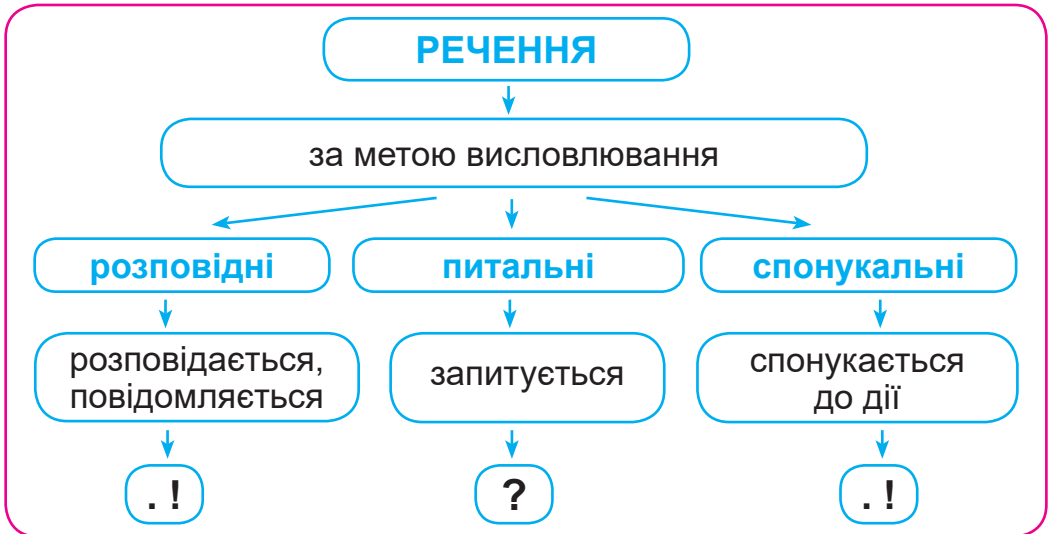 РЕЧЕННЯ
за метою висловлювання
розповідні
питальні
спонукальні
розповідається,
повідомляється
запитується
спонукається
до дії
. !
?
. !